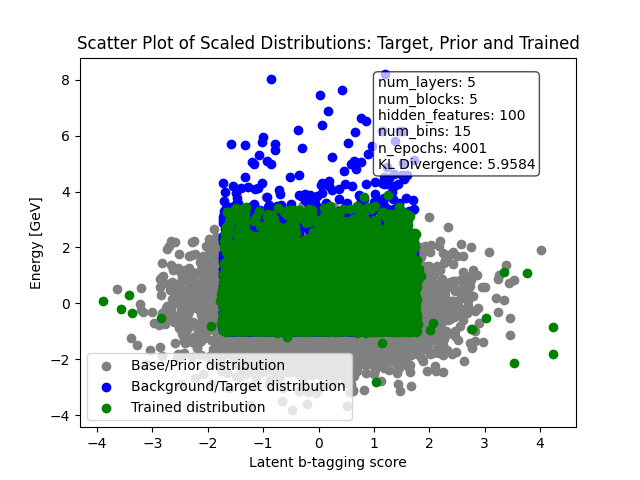 Scatter Plot of Scaled Distributions: Target, Prior and Trained
8
6
4
2
0
−2
−4
Energy [GeV]
num_layers: 5
num_blocks: 5
hidden_features: 100
num_bins: 15
n_epochs: 4001
KL Divergence: 5.9584
Base/Prior distribution
Background/Target distribution
Trained distribution
−4 −3 −2 −1 0 1 2 3 4
Latent b-tagging score